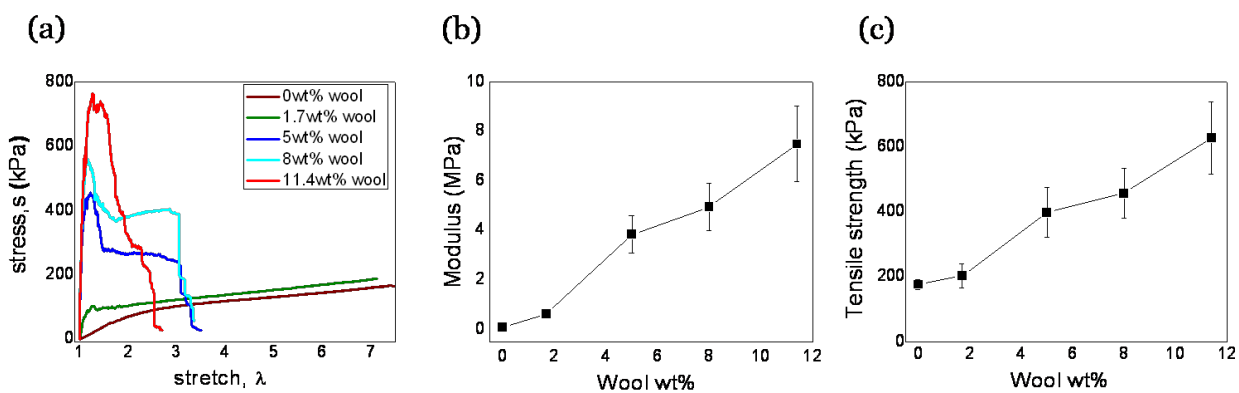 (a)
800
600
400
200
0
1 2 3 4 5 6 7
stress, s (kPa)
stretch, λ
0wt% wool
1.7wt% wool
5wt% wool
8wt% wool
11.4wt% wool
(b)
10
8
6
4
2
0
0 2 4 6 8 10 12
Modulus (MPa)
Wool wt%
(c)
800
600
400
200
0
0 2 4 6 8 10 12
Tensile strength (kPa)
Wool wt%